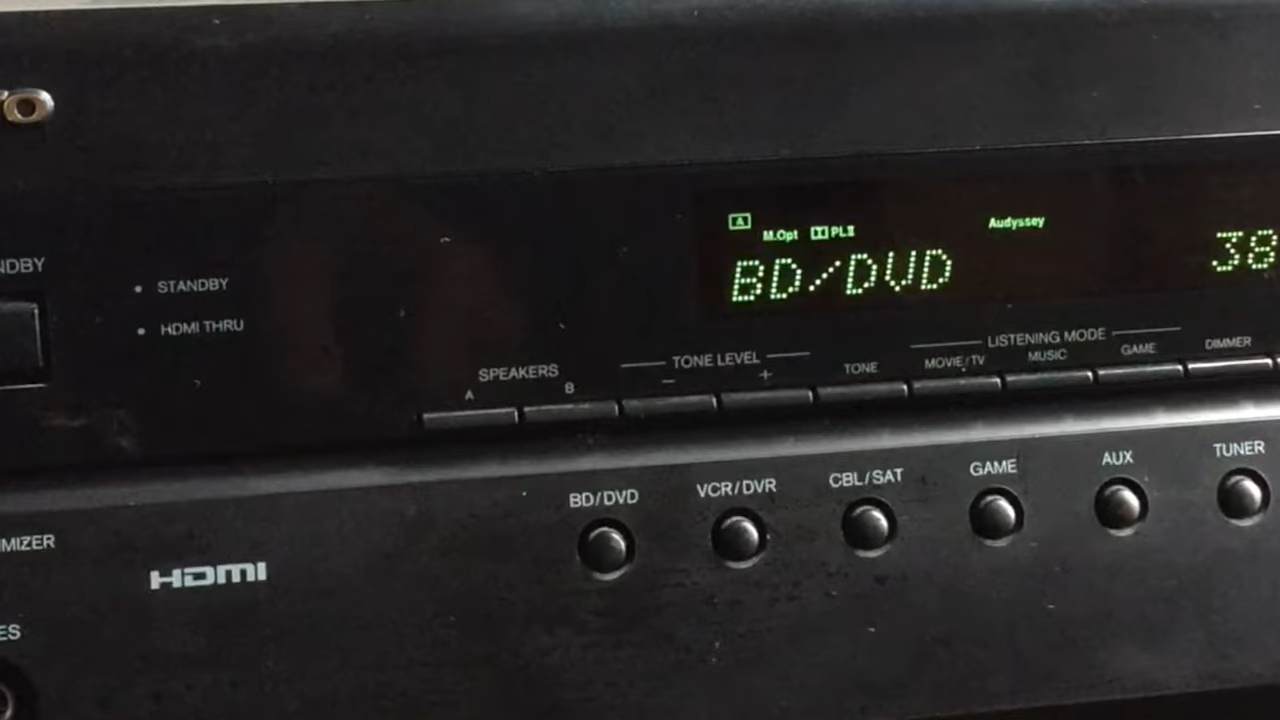 O
A
M.Opt PLII
Audyssey
BD/DVD
38
NDBY
STANDBY
HDMI THRU
SPEAKERS
A B
TONE LEVEL
- +
TONE
LISTENING MODE
MOVIE/TV MUSIC GAME
DIMMER
BD/DVD VCR/DVR CBL/SAT GAME AUX TUNER
IMIZER
HDMI
ES